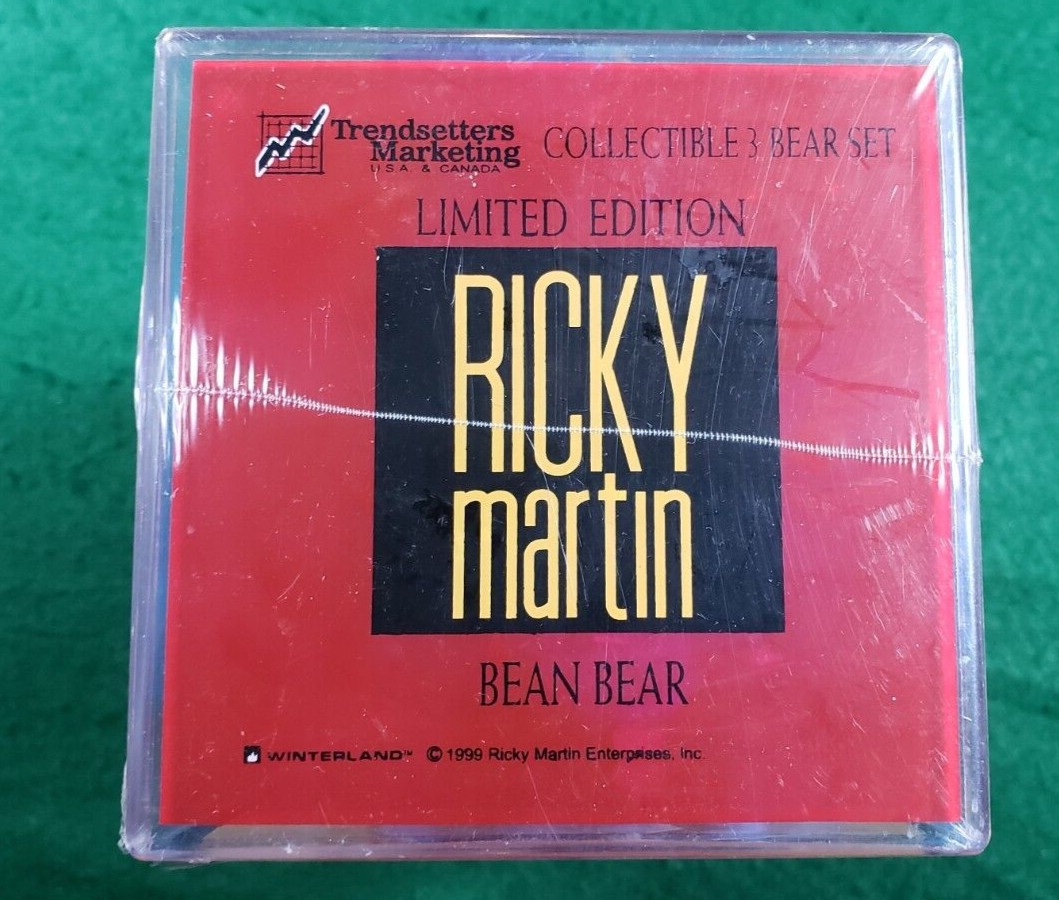 Trendsetters
Marketing
U.S.A. & CANADA
COLLECTIBLE 3 BEAR SET
LIMITED EDITION
RICKY
martin
BEAN BEAR
WINTERLAND™ © 1999 Ricky Martin Enterprises, Inc.